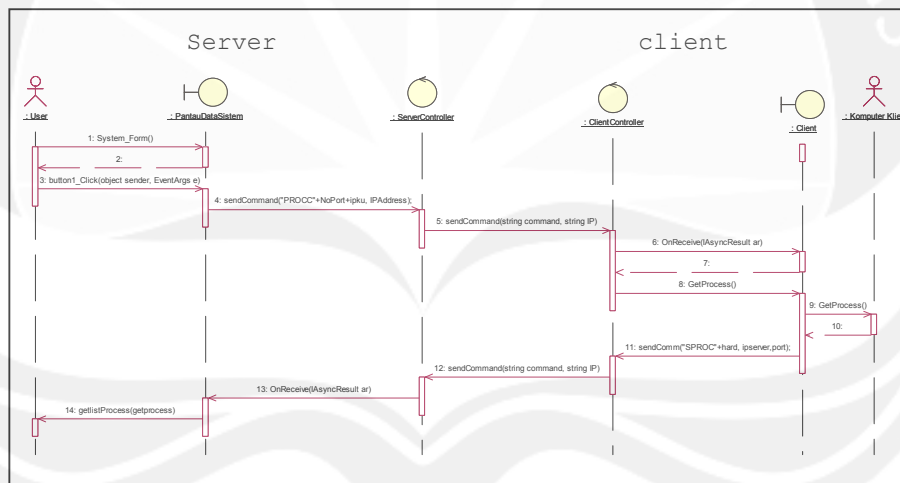 Server
client
: User
: PantauDataSistem
: ServerController
: ClientController
: Client
: Komputer Klie
1: System_Form()
2:
3: button1_Click(object sender, EventArgs e)
4: sendCommand("PROCC"+NoPort+ipku, IPAddress);
5: sendCommand(string command, string IP)
6: OnReceive(IAsyncResult ar)
7:
8: GetProcess()
9: GetProcess()
10:
11: sendComm("SPROC"+hard, ipserver,port);
12: sendCommand(string command, string IP)
13: OnReceive(IAsyncResult ar)
14: getlistProcess(getprocess)